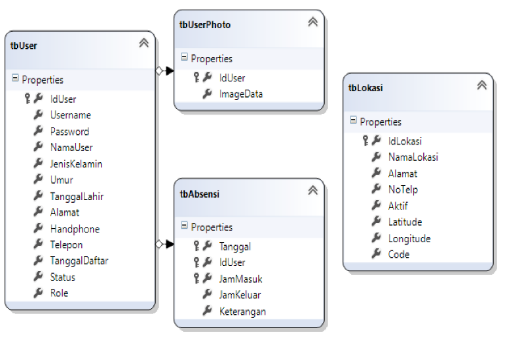 tbUser
Properties
IdUser
Username
Password
NamaUser
JenisKelamin
Umur
TanggalLahir
Alamat
Handphone
Telepon
TanggalDaftar
Status
Role
tbUserPhoto
Properties
IdUser
ImageData
tbAbsensi
Properties
Tanggal
IdUser
JamMasuk
JamKeluar
Keterangan
tbLokasi
Properties
IdLokasi
NamaLokasi
Alamat
NoTelp
Aktif
Latitude
Longitude
Code